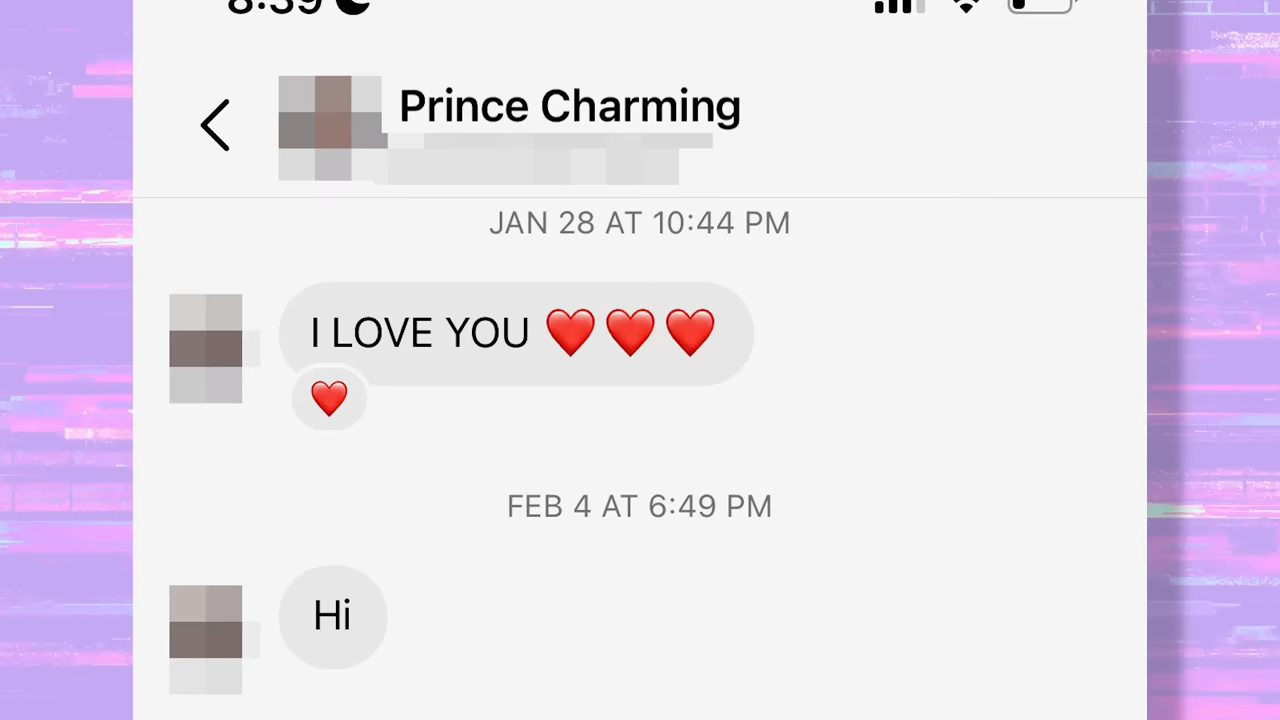 8:39
Prince Charming
JAN 28 AT 10:44 PM
I LOVE YOU ❤️❤️❤️
❤️
FEB 4 AT 6:49 PM
Hi